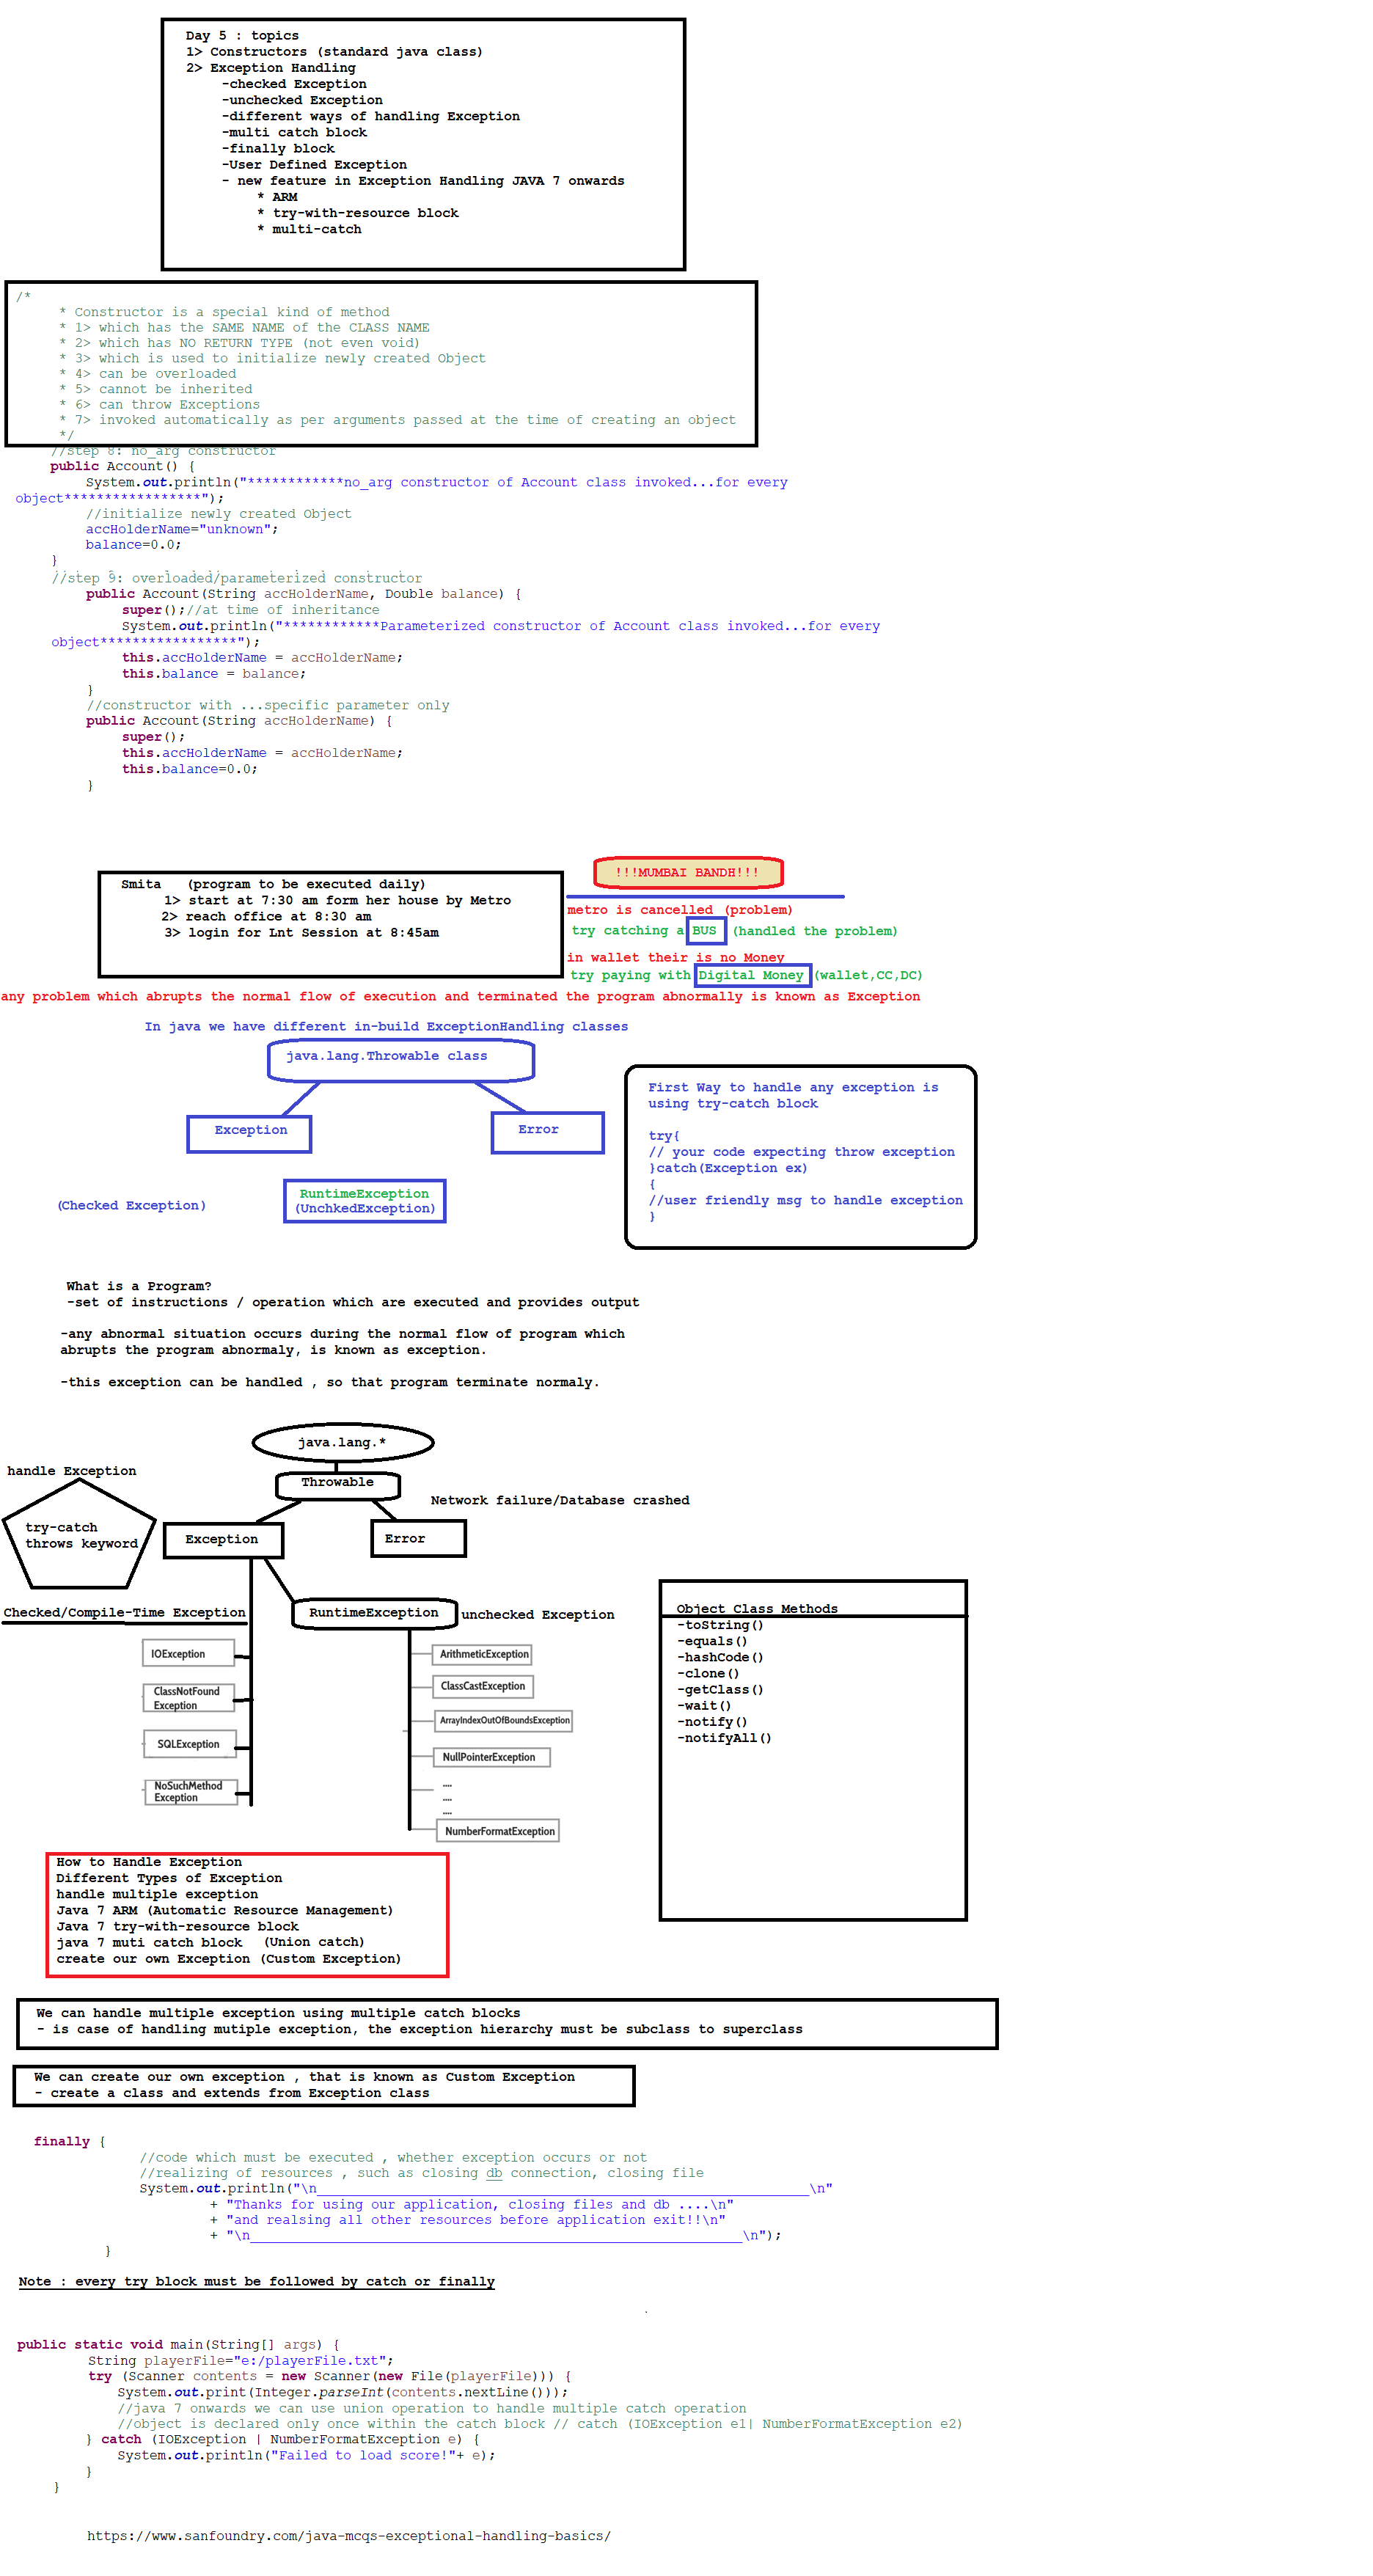 Day 5 : topics
1> Constructors (standard java class)
2> Exception Handling
-checked Exception
-unchecked Exception
-different ways of handling Exception
-multi catch block
-finally block
-User Defined Exception
- new feature in Exception Handling JAVA 7 onwards
* ARM
* try-with-resource block
* multi-catch
/*
* Constructor is a special kind of method
* 1> which has the SAME NAME of the CLASS NAME
* 2> which has NO RETURN TYPE (not even void)
* 3> which is used to initialize newly created Object
* 4> can be overloaded
* 5> cannot be inherited
* 6> can throw Exceptions
* 7> invoked automatically as per arguments passed at the time of creating an object
*/
//step 8: no_arg constructor
public Account() {
System.out.println("************no_arg constructor of Account class invoked...for every
object*****************");
//initialize newly created Object
accHolderName="unknown";
balance=0.0;
}
//step 9: overloaded/parameterized constructor
public Account(String accHolderName, Double balance) {
super();//at time of inheritance
System.out.println("************Parameterized constructor of Account class invoked...for every
object*****************");
this.accHolderName = accHolderName;
this.balance = balance;
}
//constructor with ...specific parameter only
public Account(String accHolderName) {
super();
this.accHolderName = accHolderName;
this.balance=0.0;
}
!!!MUMBAI BANDH!!!
Smita (program to be executed daily)
1> start at 7:30 am form her house by Metro
2> reach office at 8:30 am
3> login for Lnt Session at 8:45am
metro is cancelled (problem)
try catching a BUS (handled the problem)
in wallet their is no Money
try paying with Digital Money (wallet,CC,DC)
any problem which abrupts the normal flow of execution and terminated the program abnormally is known as Exception
In java we have different in-build ExceptionHandling classes
java.lang.Throwable class
Exception
Error
(Checked Exception)
RuntimeException
(UnchkedException)
First Way to handle any exception is
using try-catch block
try{
// your code expecting throw exception
}catch(Exception ex)
{
//user friendly msg to handle exception
}
What is a Program?
-set of instructions / operation which are executed and provides output
-any abnormal situation occurs during the normal flow of program which
abrupts the program abnormaly, is known as exception.
-this exception can be handled , so that program terminate normaly.
java.lang.*
handle Exception
Throwable
Network failure/Database crashed
try-catch
throws keyword
Exception
Error
Checked/Compile-Time Exception
RuntimeException
unchecked Exception
IOException
ClassNotFound
Exception
SQLException
NoSuchMethod
Exception
ArithmeticException
ClassCastException
ArrayIndexOutOfBoundsException
NullPointerException
....
....
....
NumberFormatException
Object Class Methods
-toString()
-equals()
-hashCode()
-clone()
-getClass()
-wait()
-notify()
-notifyAll()
How to Handle Exception
Different Types of Exception
handle multiple exception
Java 7 ARM (Automatic Resource Management)
Java 7 try-with-resource block
java 7 muti catch block (Union catch)
create our own Exception (Custom Exception)
We can handle multiple exception using multiple catch blocks
- is case of handling mutiple exception, the exception hierarchy must be subclass to superclass
We can create our own exception , that is known as Custom Exception
- create a class and extends from Exception class
finally {
//code which must be executed , whether exception occurs or not
//realizing of resources , such as closing db connection, closing file
System.out.println("\n______________________________________________________________\n"
+ "Thanks for using our application, closing files and db ....\n"
+ "and realsing all other resources before application exit!!\n"
+ "\n______________________________________________________________\n");
}
Note : every try block must be followed by catch or finally
public static void main(String[] args) {
String playerFile="e:/playerFile.txt";
try (Scanner contents = new Scanner(new File(playerFile))) {
System.out.print(Integer.parseInt(contents.nextLine()));
//java 7 onwards we can use union operation to handle multiple catch operation
//object is declared only once within the catch block // catch (IOException e1| NumberFormatException e2)
} catch (IOException | NumberFormatException e) {
System.out.println("Failed to load score!"+ e);
}
}
https://www.sanfoundry.com/java-mcqs-exceptional-handling-basics/